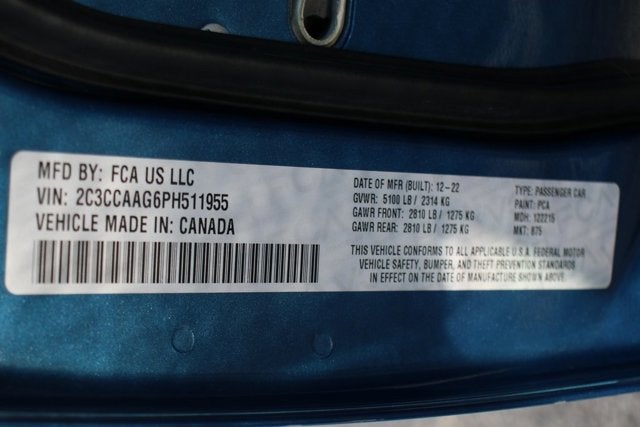 MFD BY: FCA US LLC
VIN: 2C3CCAAG6PH511955
VEHICLE MADE IN: CANADA
DATE OF MFR (BUILT): 12-22
GVWR: 5100 LB / 2314 KG
GAWR FRONT: 2810 LB / 1275 KG
GAWR REAR: 2810 LB / 1275 KG
TYPE: PASSENGER CAR
PAINT: PCA
MDH: 122215
MKT: 875
THIS VEHICLE CONFORMS TO ALL APPLICABLE U.S.A. FEDERAL MOTOR
VEHICLE SAFETY, BUMPER, AND THEFT PREVENTION STANDARDS
IN EFFECT ON THE DATE OF MANUFACTURE SHOWN ABOVE.